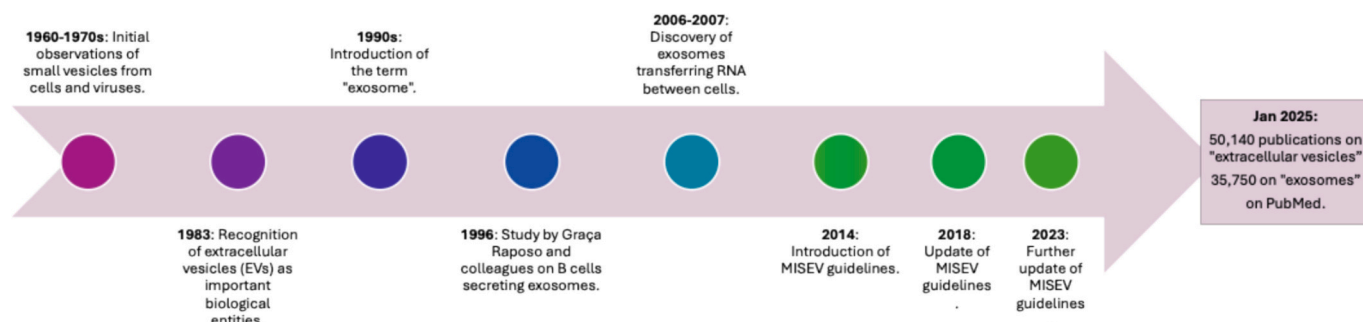 1960-1970s: Initial
observations of
small vesicles from
cells and viruses.
1983: Recognition
of extracellular
vesicles (EVs) as
important
biological
entities
1990s:
Introduction of
the term
"exosome".
1996: Study by Graça
Raposo and
colleagues on B cells
secreting exosomes.
2006-2007:
Discovery of
exosomes
transferring RNA
between cells.
2014:
Introduction of
MISEV guidelines.
2018:
Update of
MISEV
guidelines
.
2023:
Further
update of
MISEV
guidelines
Jan 2025:
50,140 publications on
"extracellular vesicles"
35,750 on "exosomes"
on PubMed.